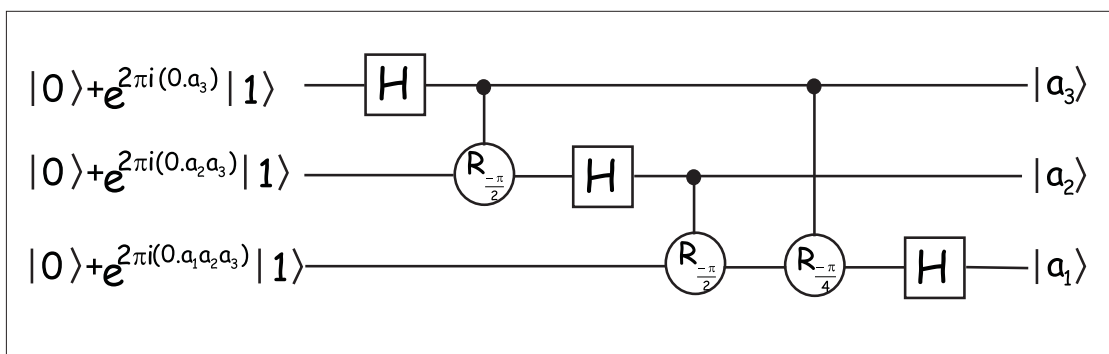 |0⟩+e^{2πi(0.a₃)}|1⟩ H |a₃⟩
|0⟩+e^{2πi(0.a₂a₃)}|1⟩ R_{-π/2} H |a₂⟩
|0⟩+e^{2πi(0.a₁a₂a₃)}|1⟩ R_{-π/2} R_{-π/4} H |a₁⟩